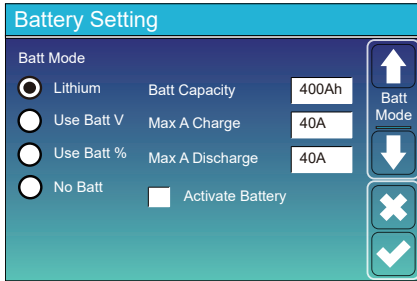 Battery Setting
Batt Mode
Lithium
Batt Capacity
400Ah
Use Batt V
Max A Charge
40A
Use Batt %
Max A Discharge
40A
No Batt
Activate Battery
Batt
Mode